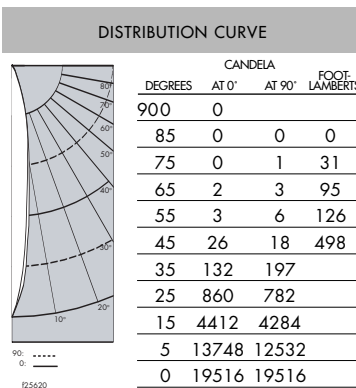 DISTRIBUTION CURVE
CANDELA
DEGREES AT 0° AT 90° FOOT-LAMBERTS
900 0
85 0 0 0
75 0 1 31
65 2 3 95
55 3 6 126
45 26 18 498
35 132 197
25 860 782
15 4412 4284
5 13748 12532
0 19516 19516
80°
70°
60°
50°
40°
30°
20°
10°
90:
0:
f25620